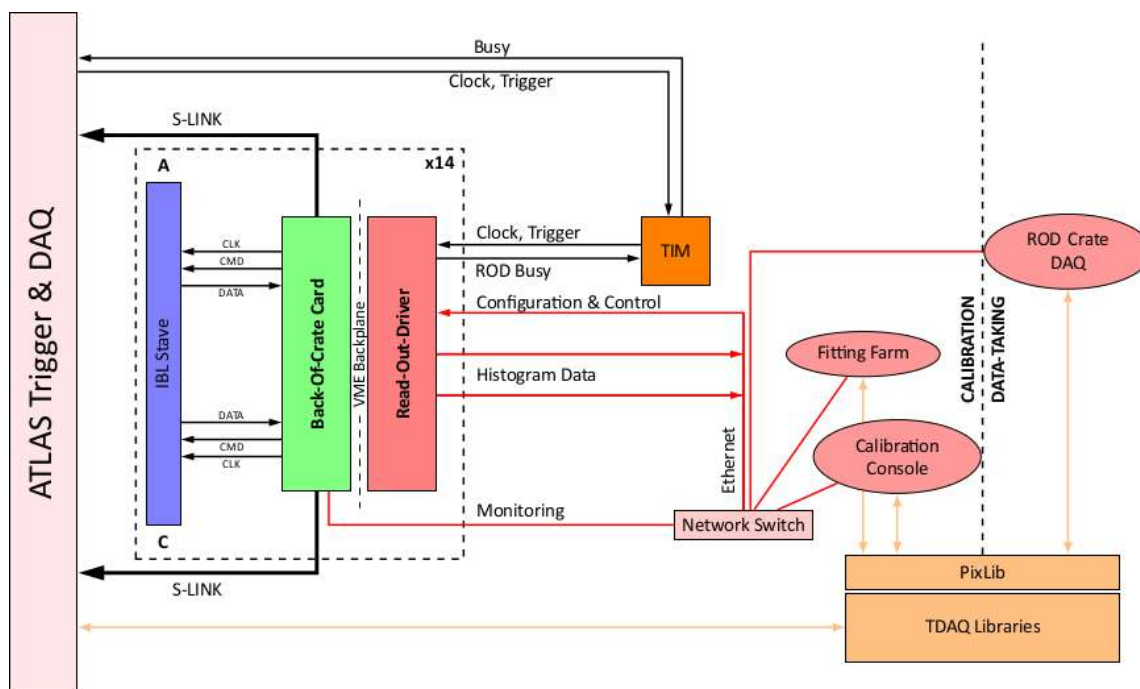 ATLAS Trigger & DAQ
Busy
Clock, Trigger
S-LINK
A
x14
IBL Stave
CLK
CMD
DATA
DATA
CMD
CLK
C
Back-Of-Crate Card
VME Backplane
Read-Out-Driver
Clock, Trigger
ROD Busy
TIM
Configuration & Control
Histogram Data
Monitoring
Ethernet
Network Switch
S-LINK
ROD Crate
DAQ
Fitting Farm
Calibration
Console
CALIBRATION
DATA-TAKING
PixLib
TDAQ Libraries